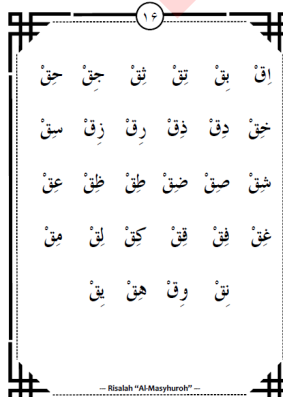 ١٦
اِقْ بِقْ تِقْ ثِقْ جِقْ حِقْ
خِقْ دِقْ ذِقْ رِقْ زِقْ سِقْ
شِقْ صِقْ ضِقْ طِقْ ظِقْ عِقْ
غِقْ فِقْ قِقْ كِقْ لِقْ مِقْ
نِقْ وِقْ هِقْ يِقْ
— Risalah “Al-Masyhuroh” —